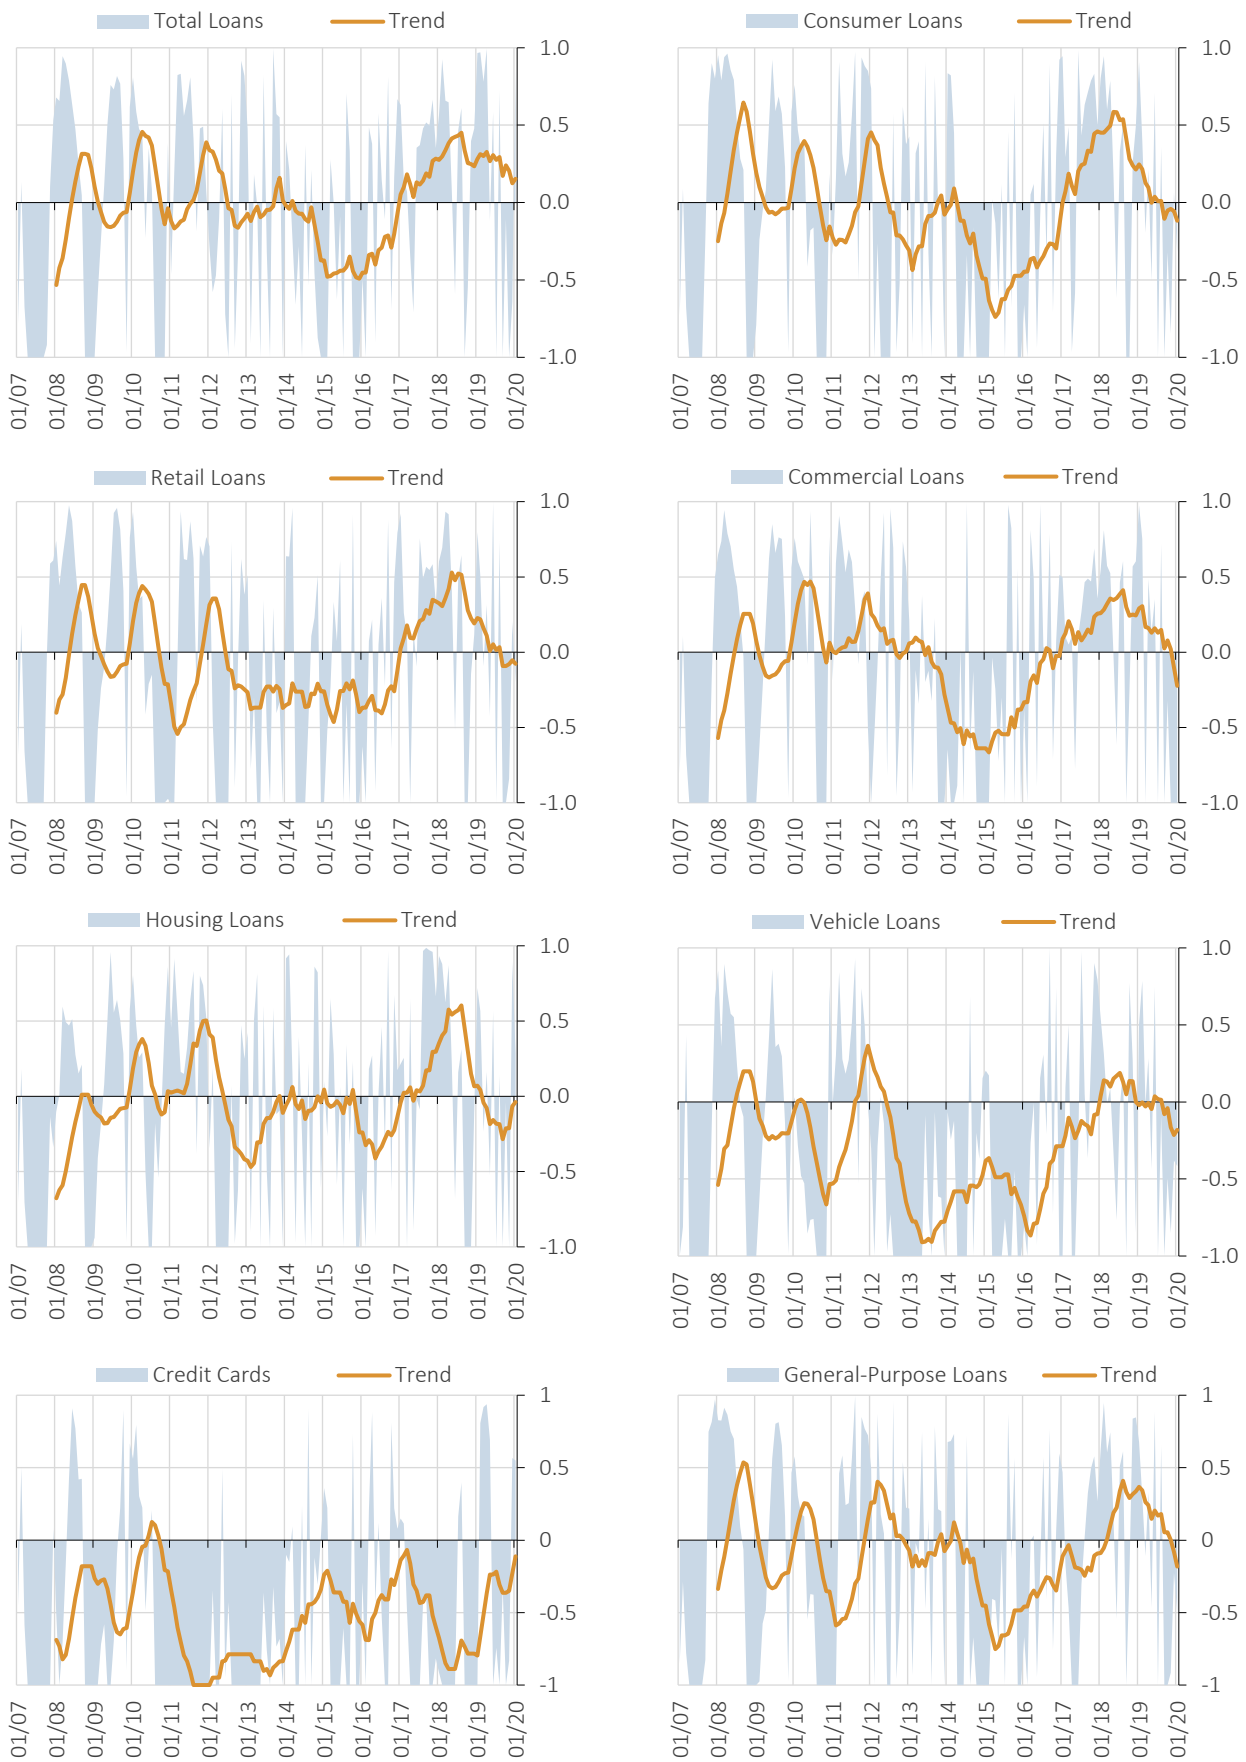 Total Loans Trend
1.0
0.5
0.0
-0.5
-1.0
01/07 01/08 01/09 01/10 01/11 01/12 01/13 01/14 01/15 01/16 01/17 01/18 01/19 01/20
Consumer Loans Trend
1.0
0.5
0.0
-0.5
-1.0
01/07 01/08 01/09 01/10 01/11 01/12 01/13 01/14 01/15 01/16 01/17 01/18 01/19 01/20
Retail Loans Trend
1.0
0.5
0.0
-0.5
-1.0
01/07 01/08 01/09 01/10 01/11 01/12 01/13 01/14 01/15 01/16 01/17 01/18 01/19 01/20
Commercial Loans Trend
1.0
0.5
0.0
-0.5
-1.0
01/07 01/08 01/09 01/10 01/11 01/12 01/13 01/14 01/15 01/16 01/17 01/18 01/19 01/20
Housing Loans Trend
1.0
0.5
0.0
-0.5
-1.0
01/07 01/08 01/09 01/10 01/11 01/12 01/13 01/14 01/15 01/16 01/17 01/18 01/19 01/20
Vehicle Loans Trend
1.0
0.5
0.0
-0.5
-1.0
01/07 01/08 01/09 01/10 01/11 01/12 01/13 01/14 01/15 01/16 01/17 01/18 01/19 01/20
Credit Cards Trend
1
0.5
0
-0.5
-1
01/07 01/08 01/09 01/10 01/11 01/12 01/13 01/14 01/15 01/16 01/17 01/18 01/19 01/20
General-Purpose Loans Trend
1
0.5
0
-0.5
-1
01/07 01/08 01/09 01/10 01/11 01/12 01/13 01/14 01/15 01/16 01/17 01/18 01/19 01/20